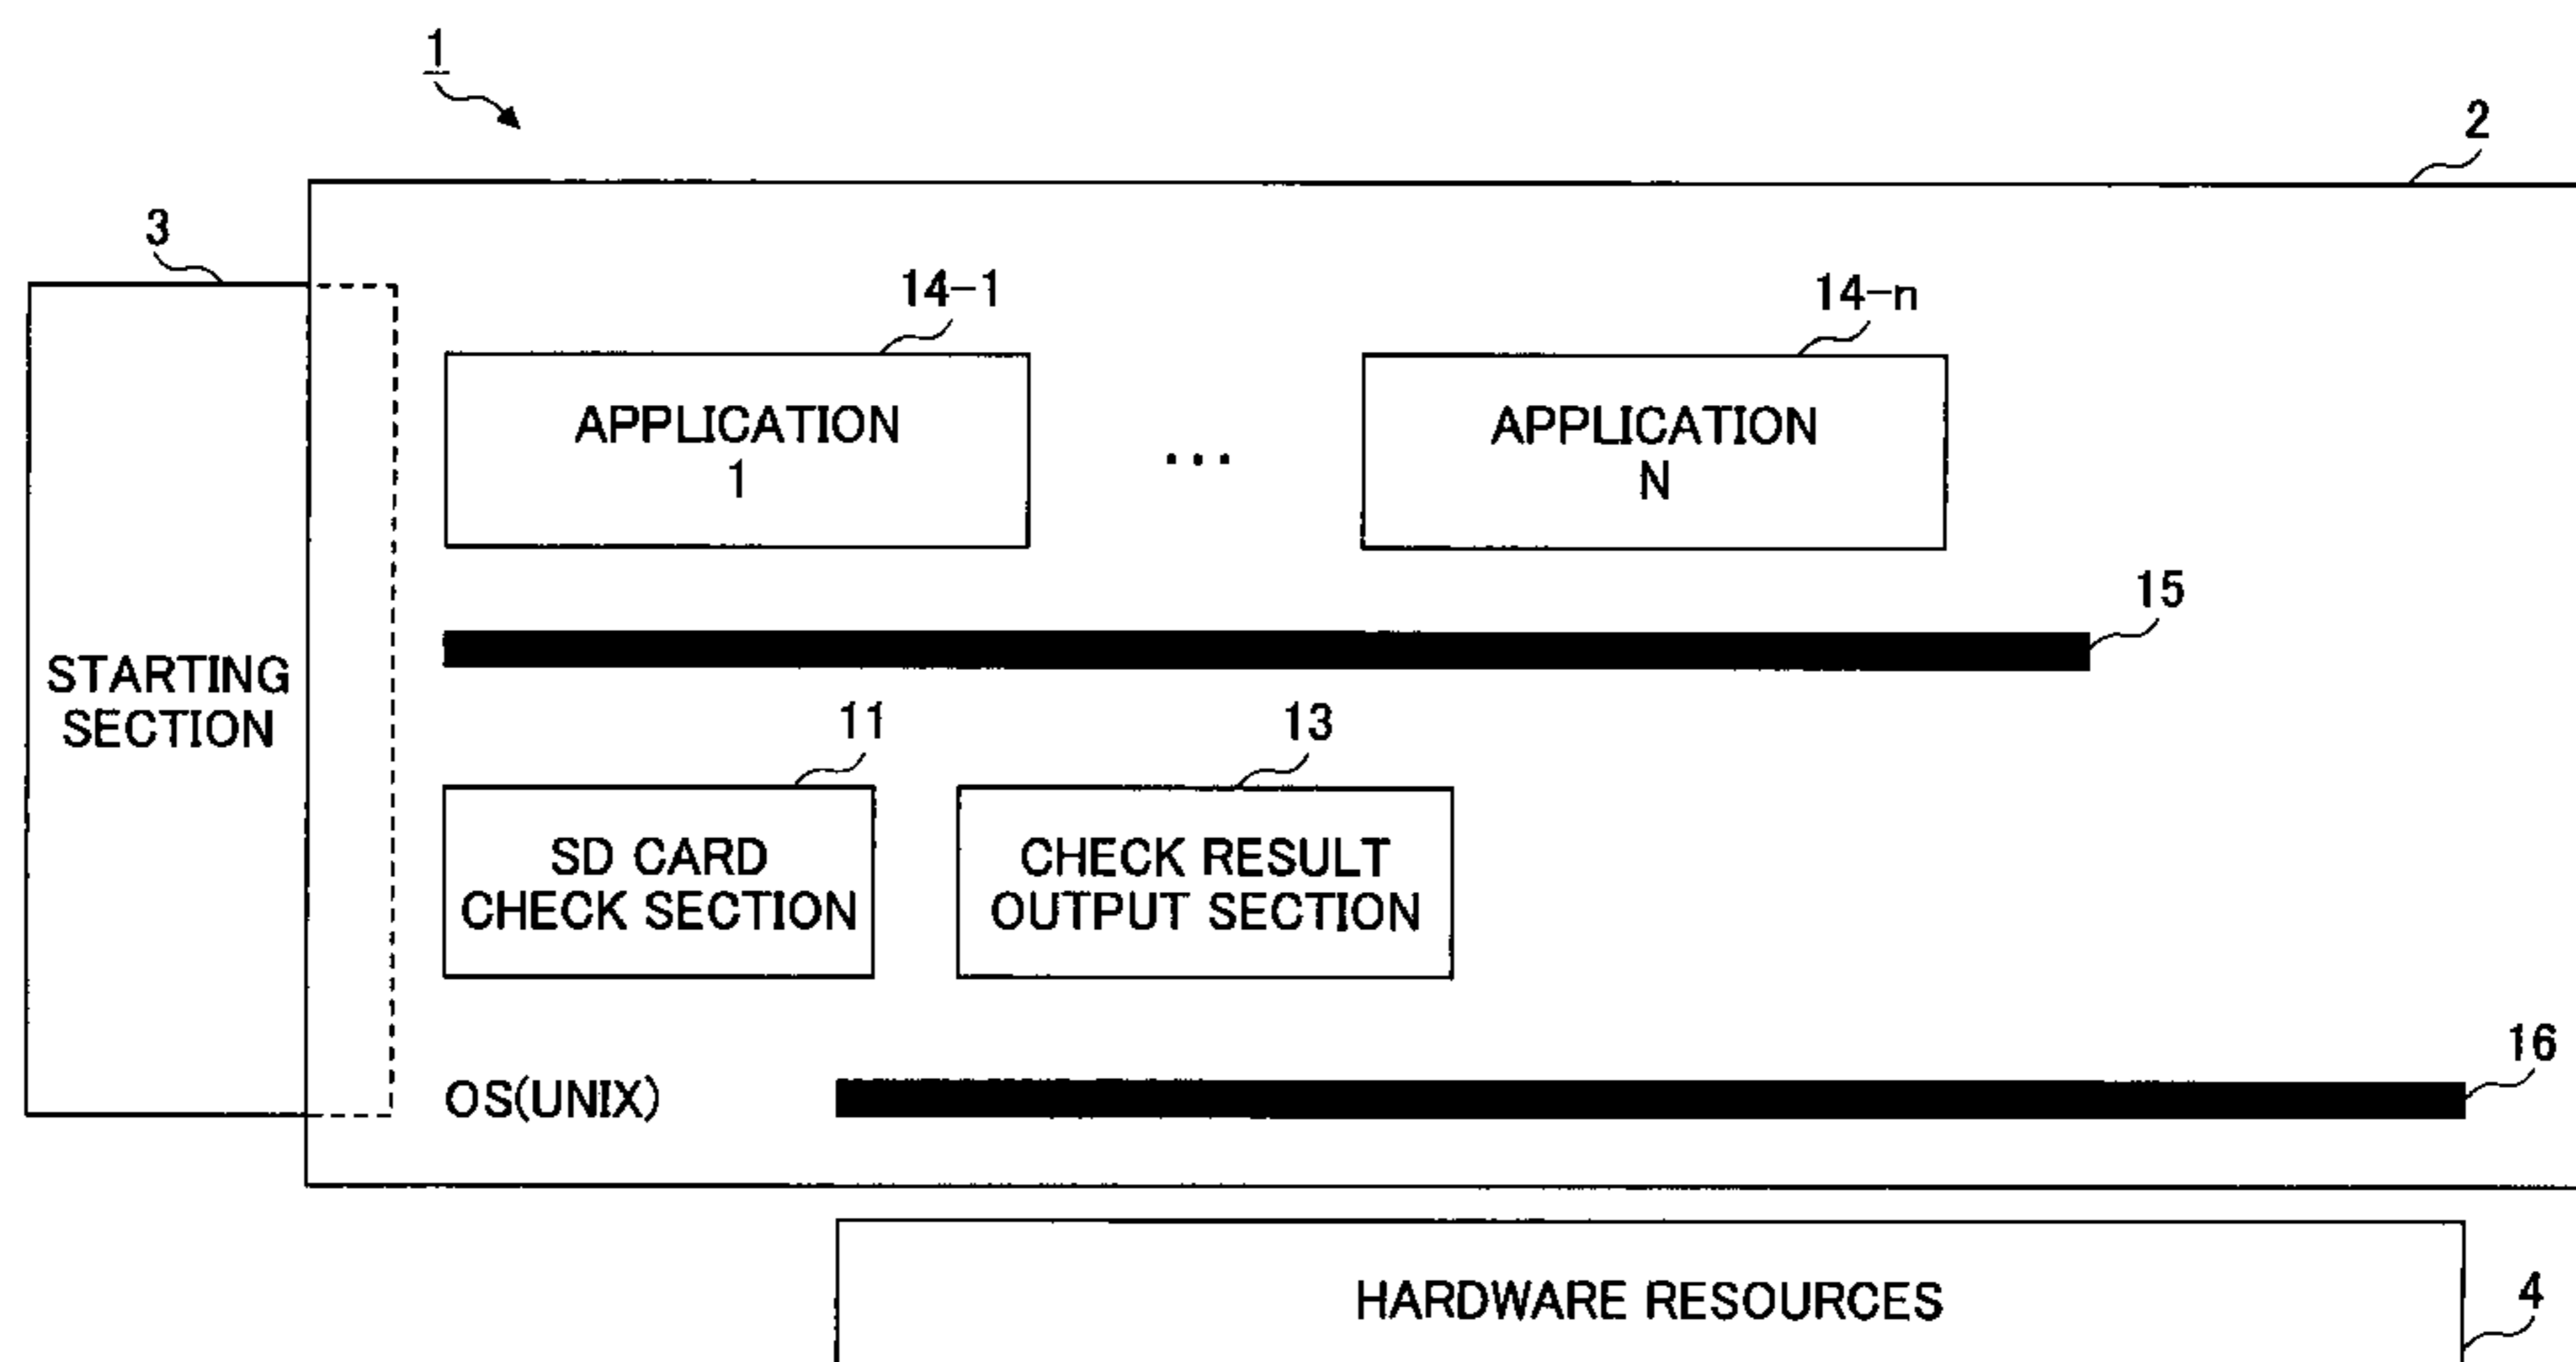 1
2
3
14-1
14-n
APPLICATION
1
...
APPLICATION
N
15
STARTING
SECTION
11
13
SD CARD
CHECK SECTION
CHECK RESULT
OUTPUT SECTION
16
OS(UNIX)
HARDWARE RESOURCES
4